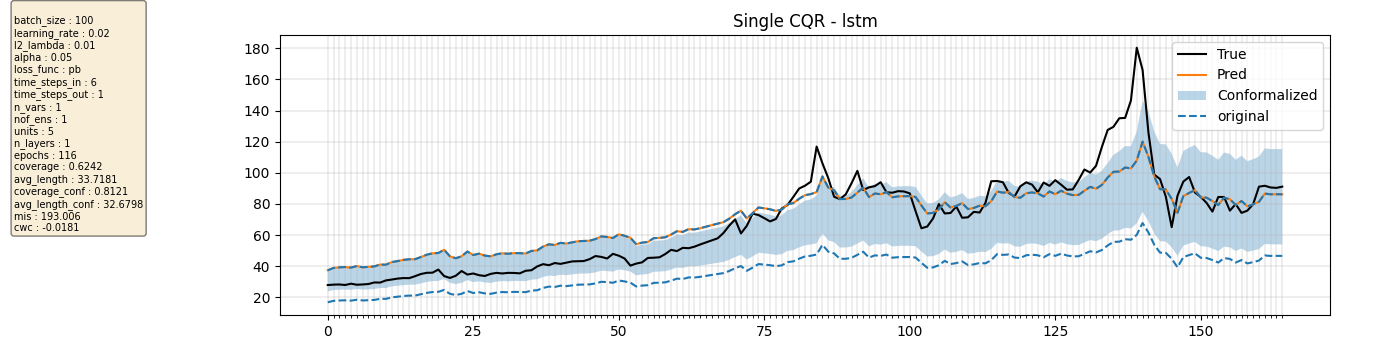 batch_size : 100
learning_rate : 0.02
l2_lambda : 0.01
alpha : 0.05
loss_func : pb
time_steps_in : 6
time_steps_out : 1
n_vars : 1
nof_ens : 1
units : 5
n_layers : 1
epochs : 116
coverage : 0.6242
avg_length : 33.7181
coverage_conf : 0.8121
avg_length_conf : 32.6798
mis : 193.006
cwc : -0.0181
Single CQR - lstm
180
160
140
120
100
80
60
40
20
0 25 50 75 100 125 150
True
Pred
Conformalized
original